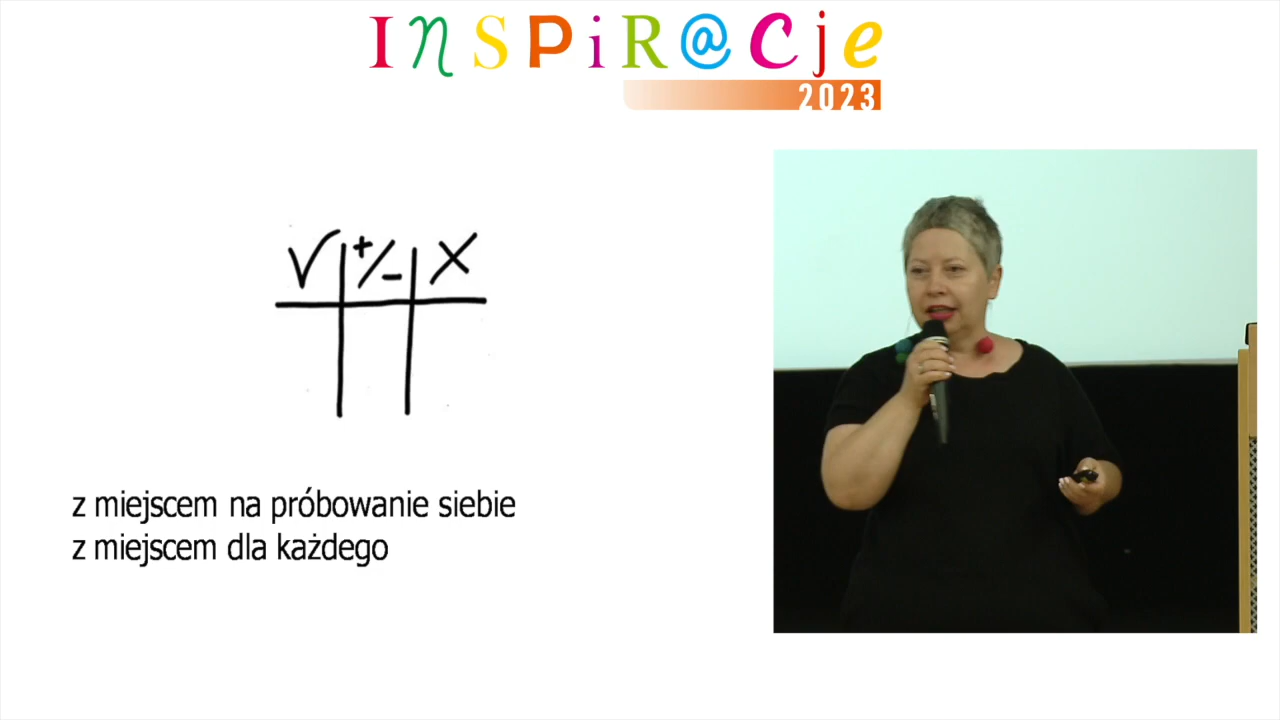 INSPiR@Cje
2023
√ +/- X
z miejscem na próbowanie siebie
z miejscem dla każdego